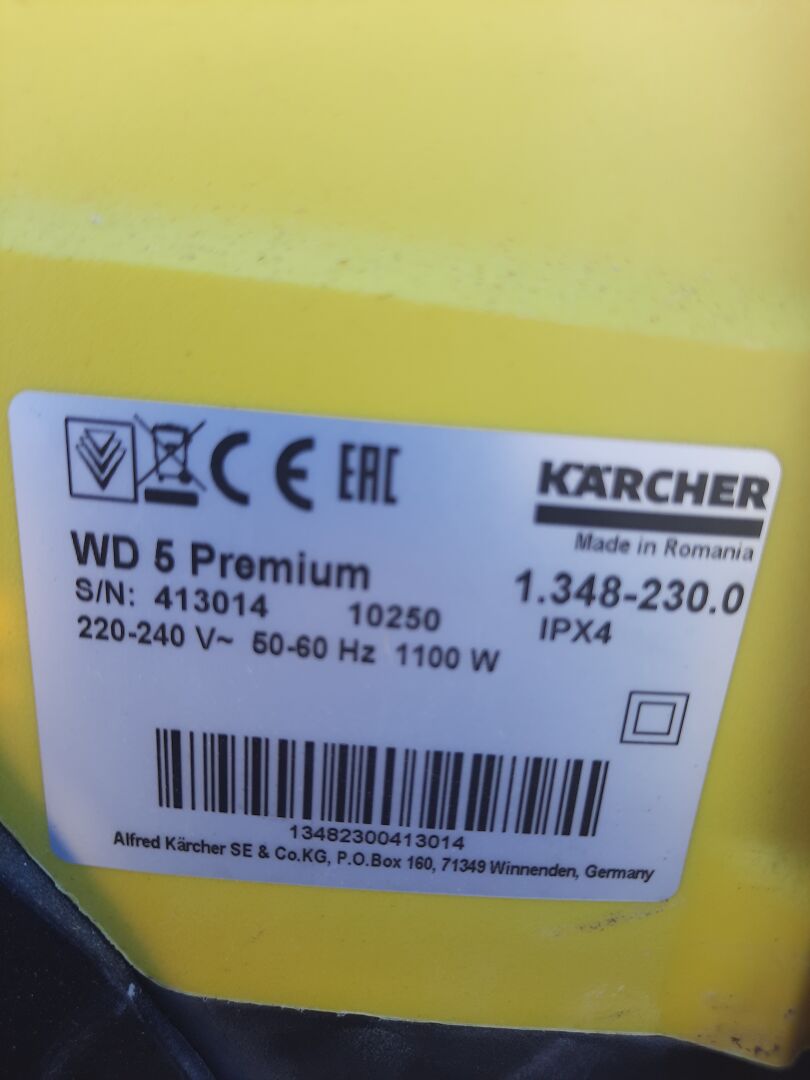 CE EAC
KÄRCHER
Made in Romania
WD 5 Premium
1.348-230.0
S/N: 413014 10250
IPX4
220-240 V~ 50-60 Hz 1100 W
13482300413014
Alfred Kärcher SE & Co.KG, P.O.Box 160, 71349 Winnenden, Germany